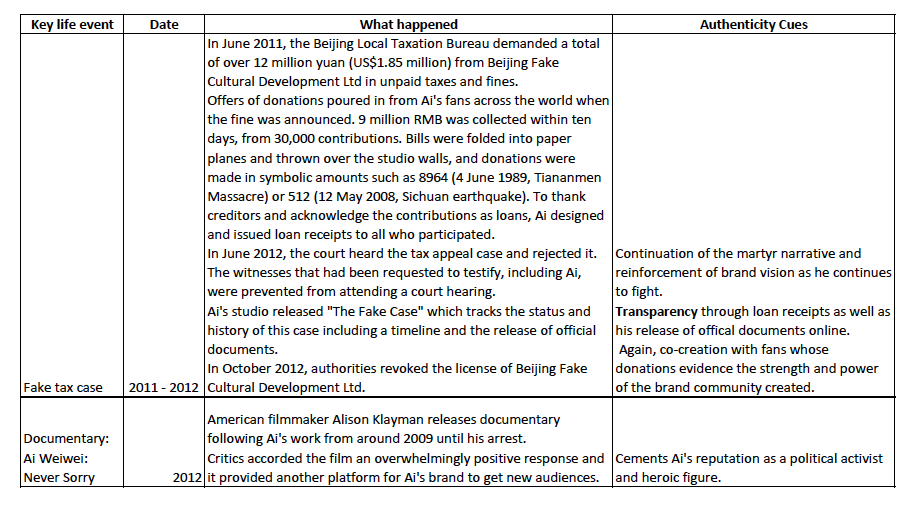 Key life event Date What happened Authenticity Cues
In June 2011, the Beijing Local Taxation Bureau demanded a total
of over 12 million yuan (US$1.85 million) from Beijing Fake
Cultural Development Ltd in unpaid taxes and fines.
Offers of donations poured in from Ai's fans across the world when
the fine was announced. 9 million RMB was collected within ten
days, from 30,000 contributions. Bills were folded into paper
planes and thrown over the studio walls, and donations were
made in symbolic amounts such as 8964 (4 June 1989, Tiananmen
Massacre) or 512 (12 May 2008, Sichuan earthquake). To thank
creditors and acknowledge the contributions as loans, Ai designed
and issued loan receipts to all who participated.
In June 2012, the court heard the tax appeal case and rejected it.
The witnesses that had been requested to testify, including Ai,
were prevented from attending a court hearing.
Ai's studio released "The Fake Case" which tracks the status and
history of this case including a timeline and the release of official
documents.
In October 2012, authorities revoked the license of Beijing Fake
Fake tax case 2011 - 2012 Cultural Development Ltd.
Continuation of the martyr narrative and
reinforcement of brand vision as he continues
to fight.
Transparency through loan receipts as well as
his release of offical documents online.
Again, co-creation with fans whose
donations evidence the strength and power
of the brand community created.
Documentary:
Ai Weiwei:
Never Sorry
2012
American filmmaker Alison Klayman releases documentary
following Ai's work from around 2009 until his arrest.
Critics accorded the film an overwhelmingly positive response and
it provided another platform for Ai's brand to get new audiences.
Cements Ai's reputation as a political activist
and heroic figure.